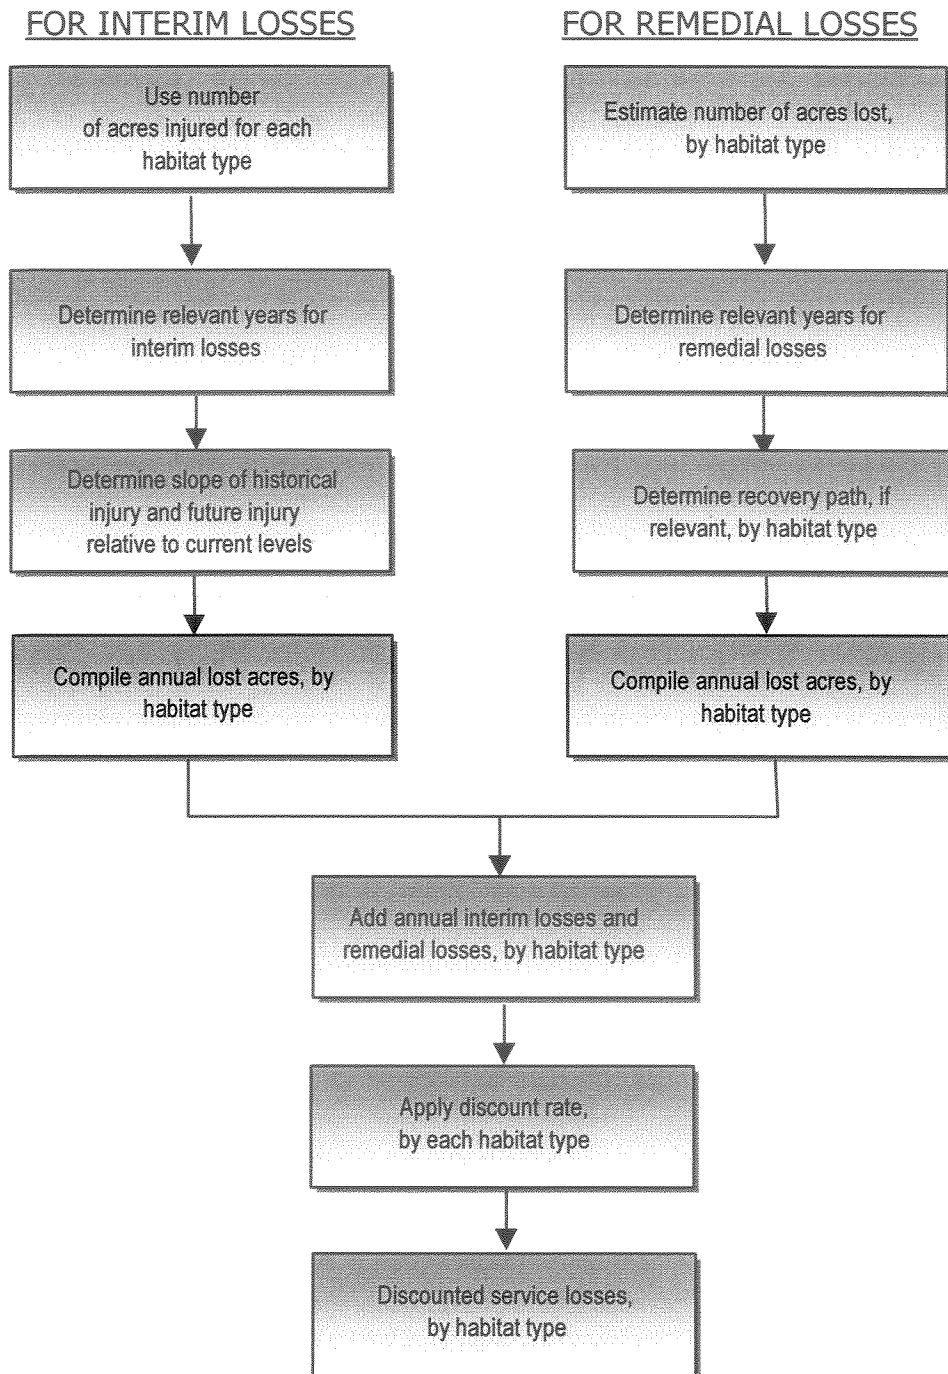 FOR INTERIM LOSSES
Use number
of acres injured for each
habitat type
Determine relevant years for
interim losses
Determine slope of historical
injury and future injury
relative to current levels
Compile annual lost acres, by
habitat type
FOR REMEDIAL LOSSES
Estimate number of acres lost,
by habitat type
Determine relevant years for
remedial losses
Determine recovery path, if
relevant, by habitat type
Compile annual lost acres, by
habitat type
Add annual interim losses and
remedial losses, by habitat type
Apply discount rate,
by each habitat type
Discounted service losses,
by habitat type